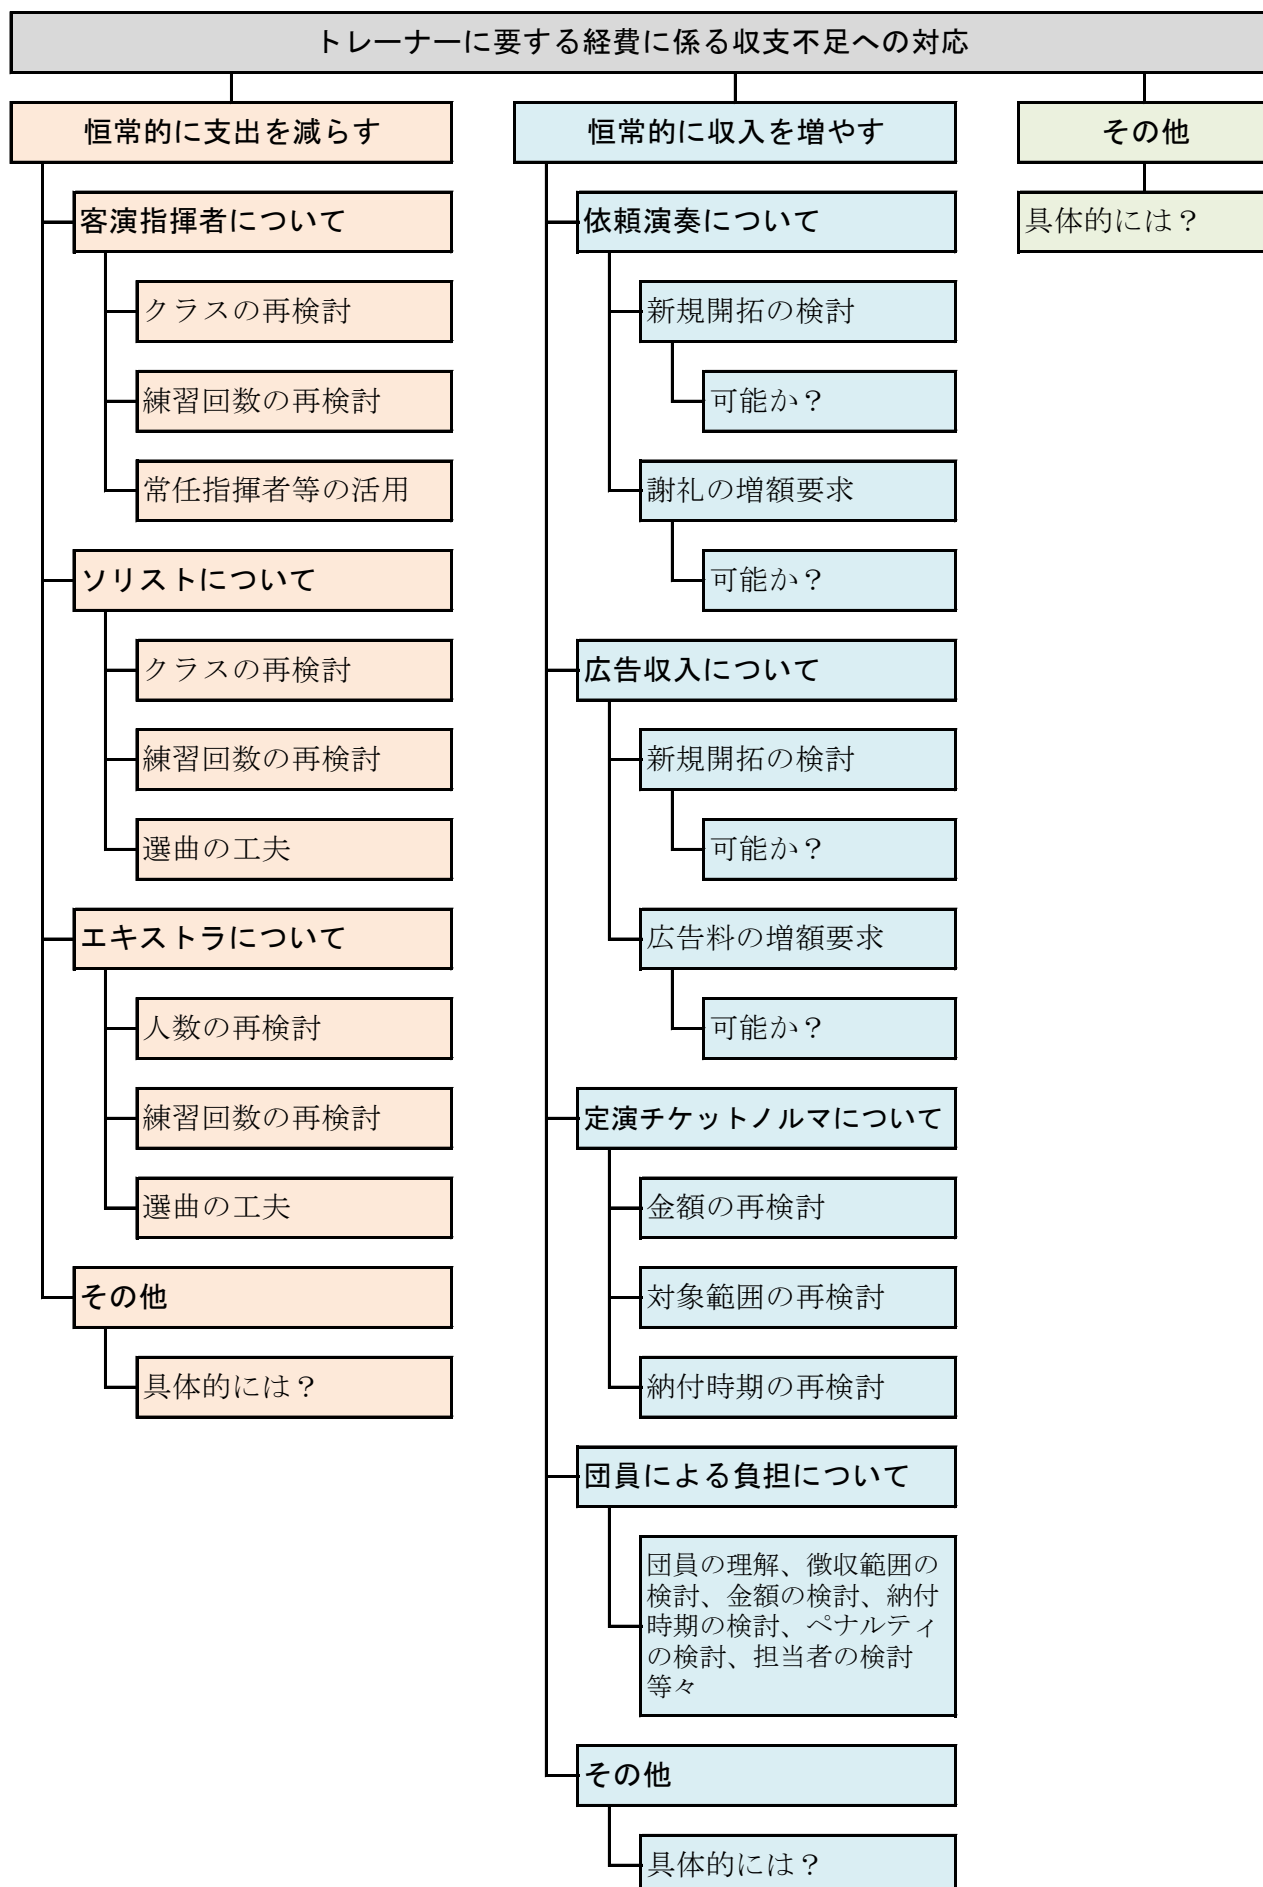 トレーナーに要する経費に係る収支不足への対応
恒常的に支出を減らす
客演指揮者について
クラスの再検討
練習回数の再検討
常任指揮者等の活用
ソリストについて
クラスの再検討
練習回数の再検討
選曲の工夫
エキストラについて
人数の再検討
練習回数の再検討
選曲の工夫
その他
具体的には？
恒常的に収入を増やす
依頼演奏について
新規開拓の検討
可能か？
謝礼の増額要求
可能か？
広告収入について
新規開拓の検討
可能か？
広告料の増額要求
可能か？
定演チケットノルマについて
金額の再検討
対象範囲の再検討
納付時期の再検討
団員による負担について
団員の理解、徴収範囲の
検討、金額の検討、納付
時期の検討、ペナルティ
の検討、担当者の検討
等々
その他
具体的には？
その他
具体的には？